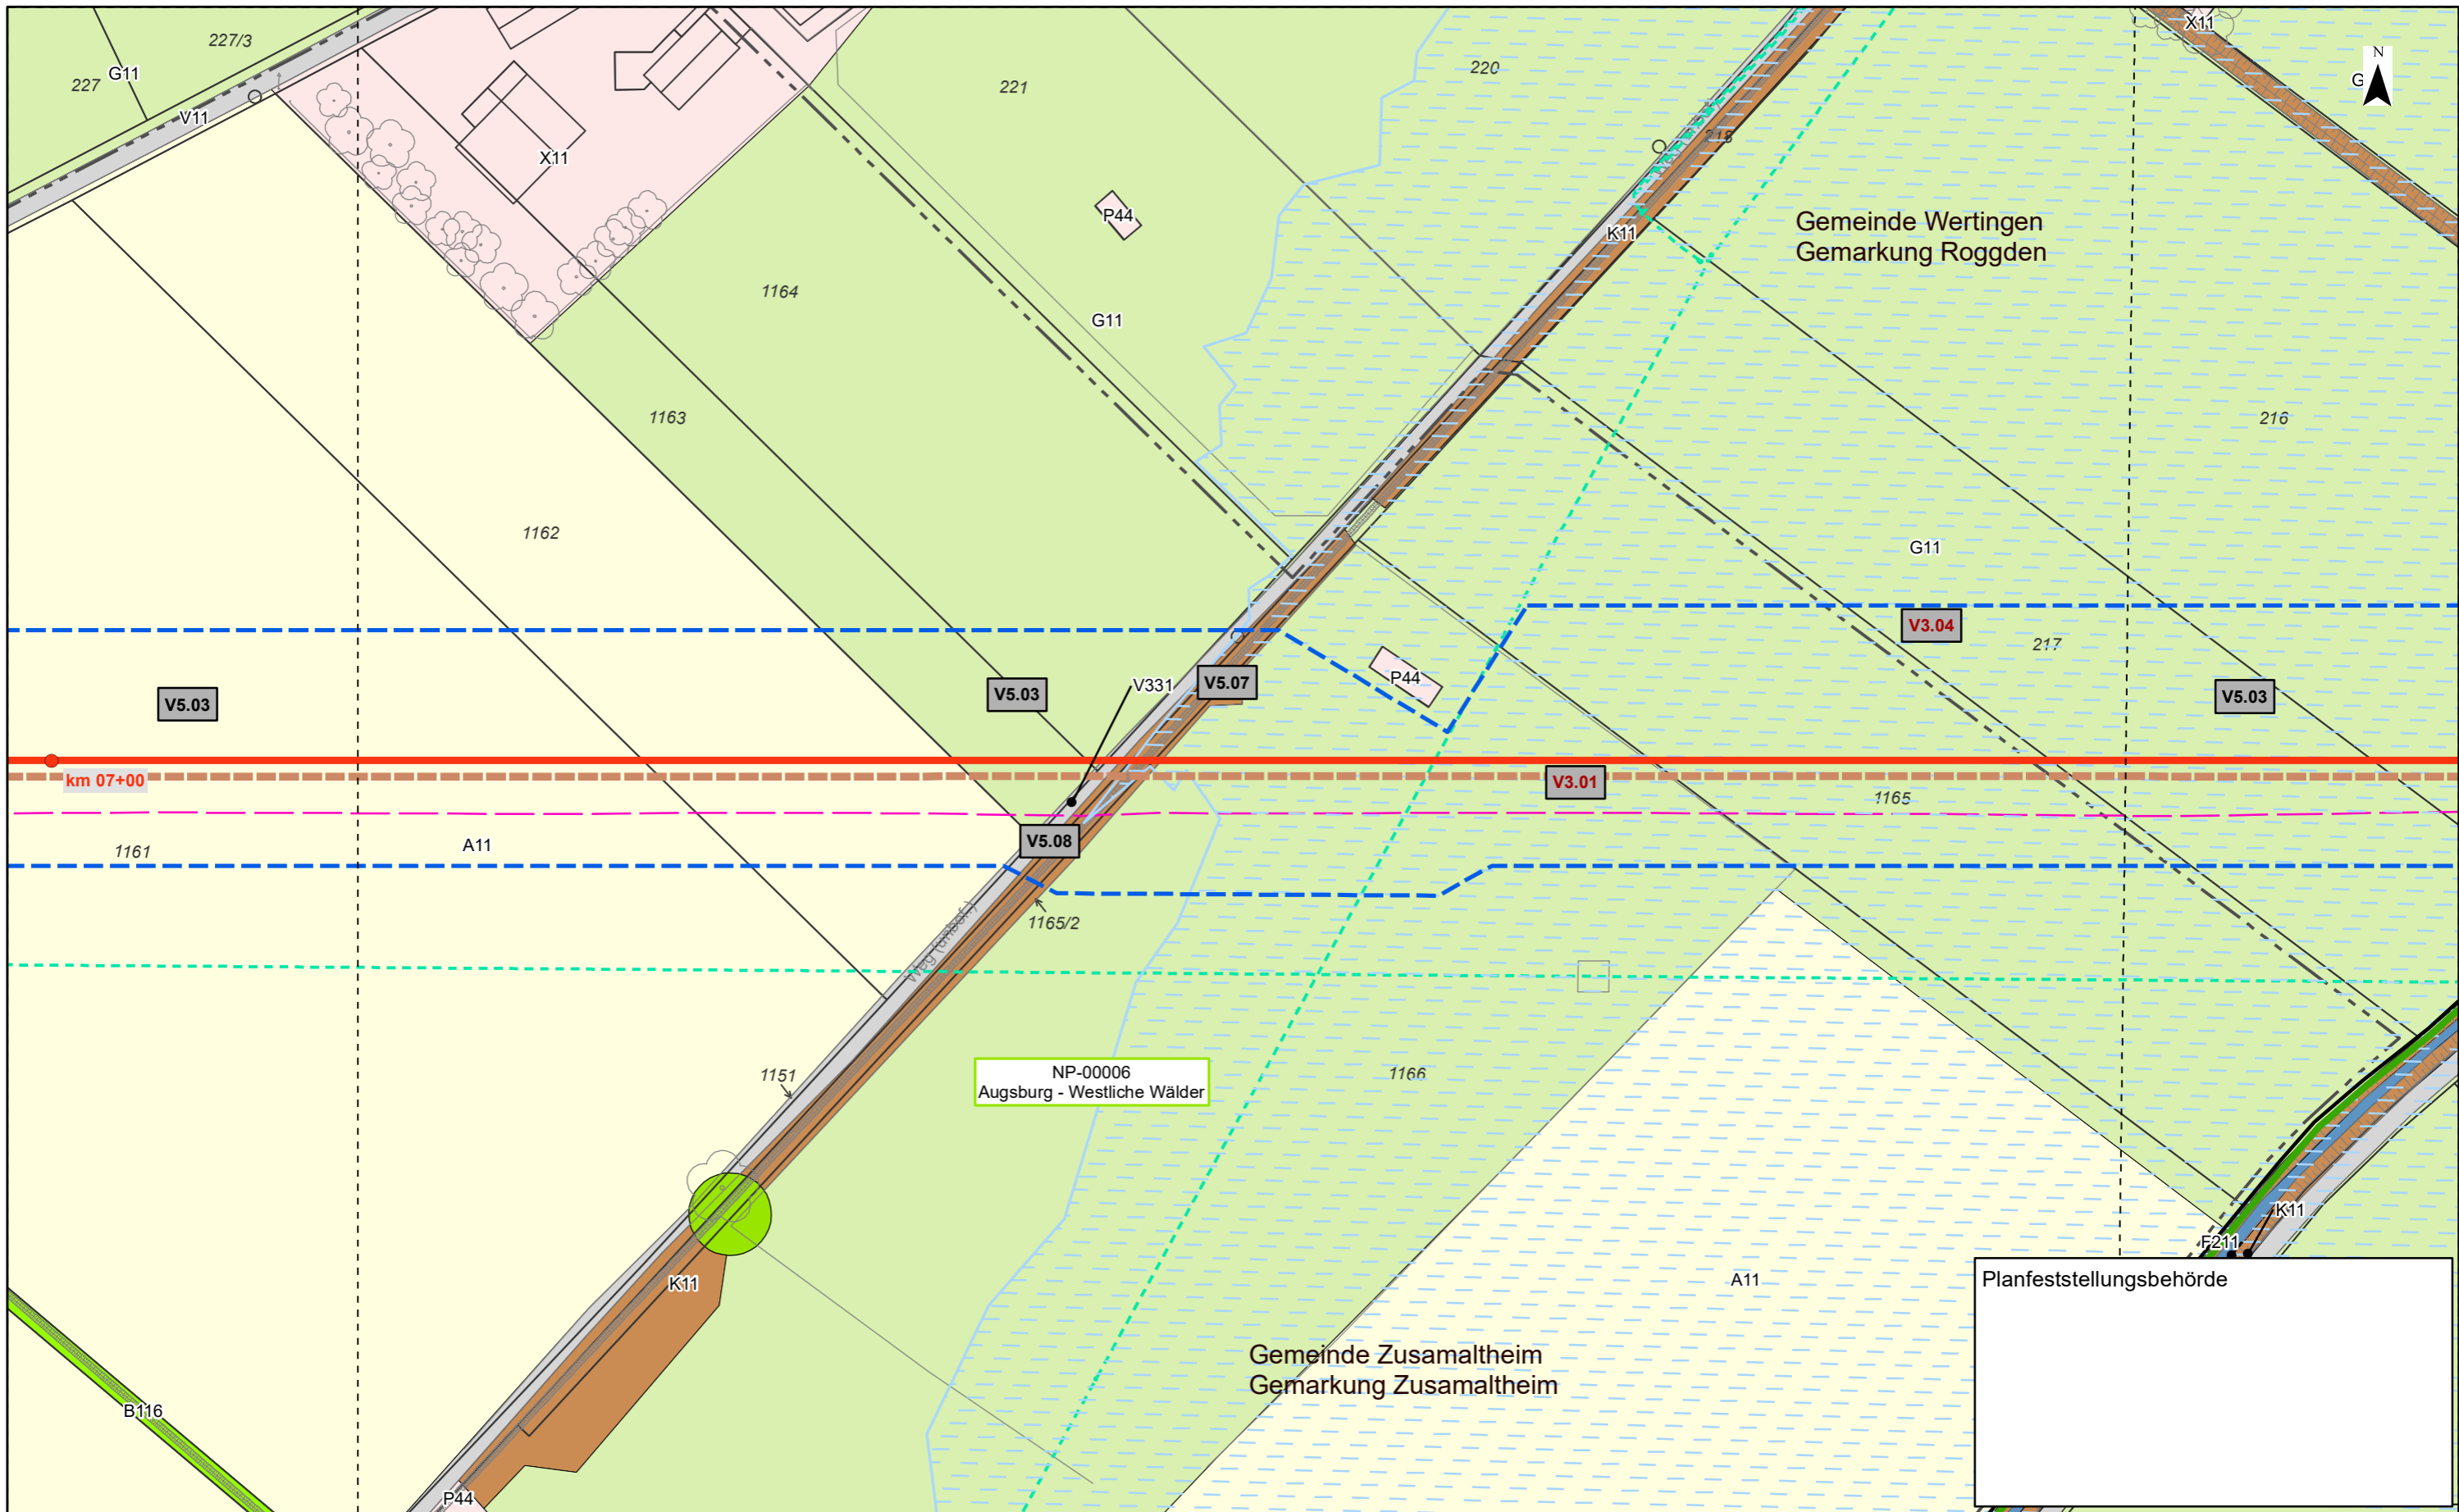 X11
227/3
N
G11
G
220
227
221
V11
218
X11
P44
Gemeinde Wertingen
K11
Gemarkung Roggden
1164
G11
1163
216
1162
G11
V3.04
217
P44
V331
V5.07
V5.03
V5.03
V5.03
km 07+00
V3.01
1165
V5.08
A11
1161
1165/2
Weg (unbef.)
NP-00006
Augsburg - Westliche Wälder
1151
1166
K11
F211
K11
A11
Planfeststellungsbehörde
Gemeinde Zusamaltheim
Gemarkung Zusamaltheim
B116
P44